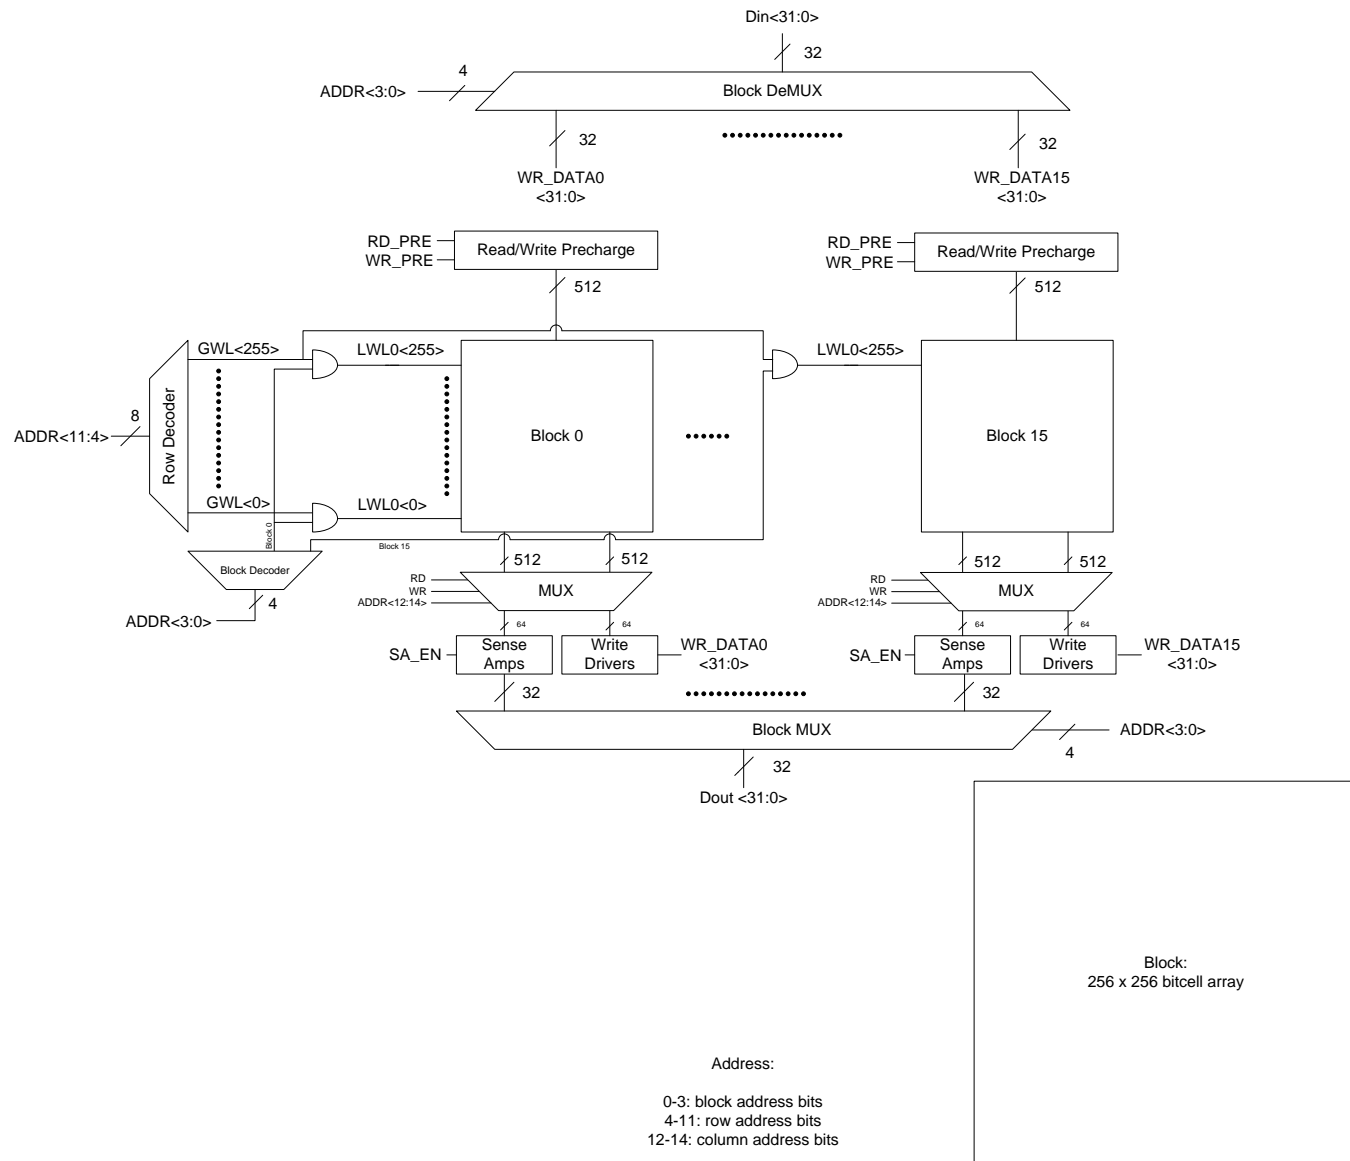 Din<31:0>
32
4
ADDR<3:0>
Block DeMUX
32
32
WR_DATA0
<31:0>
WR_DATA15
<31:0>
RD_PRE
WR_PRE
Read/Write Precharge
RD_PRE
WR_PRE
Read/Write Precharge
512
512
GWL<255>
LWL0<255>
LWL0<255>
8
ADDR<11:4>
Row Decoder
Block 0
Block 15
GWL<0>
LWL0<0>
Block 0
Block 15
Block Decoder
4
ADDR<3:0>
512
512
512
512
RD
WR
ADDR<12:14>
MUX
RD
WR
ADDR<12:14>
MUX
64
64
64
64
SA_EN
Sense
Amps
Write
Drivers
WR_DATA0
<31:0>
SA_EN
Sense
Amps
Write
Drivers
WR_DATA15
<31:0>
32
32
Block MUX
ADDR<3:0>
4
32
Dout <31:0>
Block:
256 x 256 bitcell array
Address:
0-3: block address bits
4-11: row address bits
12-14: column address bits